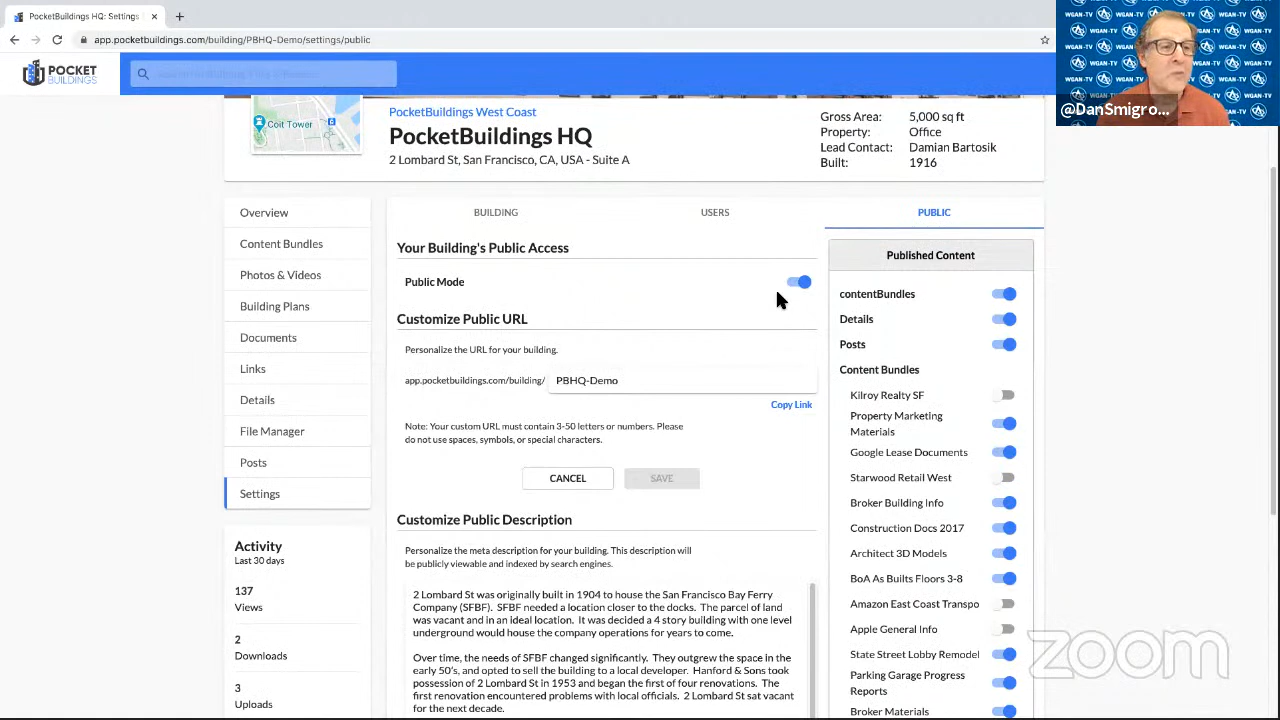 PocketBuildings HQ: Settings
app.pocketbuildings.com/building/PBHQ-Demo/settings/public
POCKET
BUILDINGS
WGAN-TV
@DanSmigro...
Coit Tower
PocketBuildings West Coast
PocketBuildings HQ
2 Lombard St, San Francisco, CA, USA - Suite A
Gross Area: 5,000 sq ft
Property: Office
Lead Contact: Damian Bartosik
Built: 1916
Overview
Content Bundles
Photos & Videos
Building Plans
Documents
Links
Details
File Manager
Posts
Settings
Activity
Last 30 days
137
Views
2
Downloads
3
Uploads
BUILDING
USERS
PUBLIC
Your Building's Public Access
Public Mode
Customize Public URL
Personalize the URL for your building.
app.pocketbuildings.com/building/ PBHQ-Demo
Copy Link
Note: Your custom URL must contain 3-50 letters or numbers. Please
do not use spaces, symbols, or special characters.
CANCEL
SAVE
Customize Public Description
Personalize the meta description for your building. This description will
be publicly viewable and indexed by search engines.
2 Lombard St was originally built in 1904 to house the San Francisco Bay Ferry
Company (SFBF). SFBF needed a location closer to the docks. The parcel of land
was vacant and in an ideal location. It was decided a 4 story building with one level
underground would house the company operations for years to come.
Over time, the needs of SFBF changed significantly. They outgrew the space in the
early 50's, and opted to sell the building to a local developer. Hanford & Sons took
possession of 2 Lombard St in 1953 and began the first of four renovations. The
first renovation encountered problems with local officials. 2 Lombard St sat vacant
for the next decade.
Published Content
contentBundles
Details
Posts
Content Bundles
Kilroy Realty SF
Property Marketing
Materials
Google Lease Documents
Starwood Retail West
Broker Building Info
Construction Docs 2017
Architect 3D Models
BoA As Builts Floors 3-8
Amazon East Coast Transpo
Apple General Info
State Street Lobby Remodel
Parking Garage Progress
Reports
Broker Materials
zoom